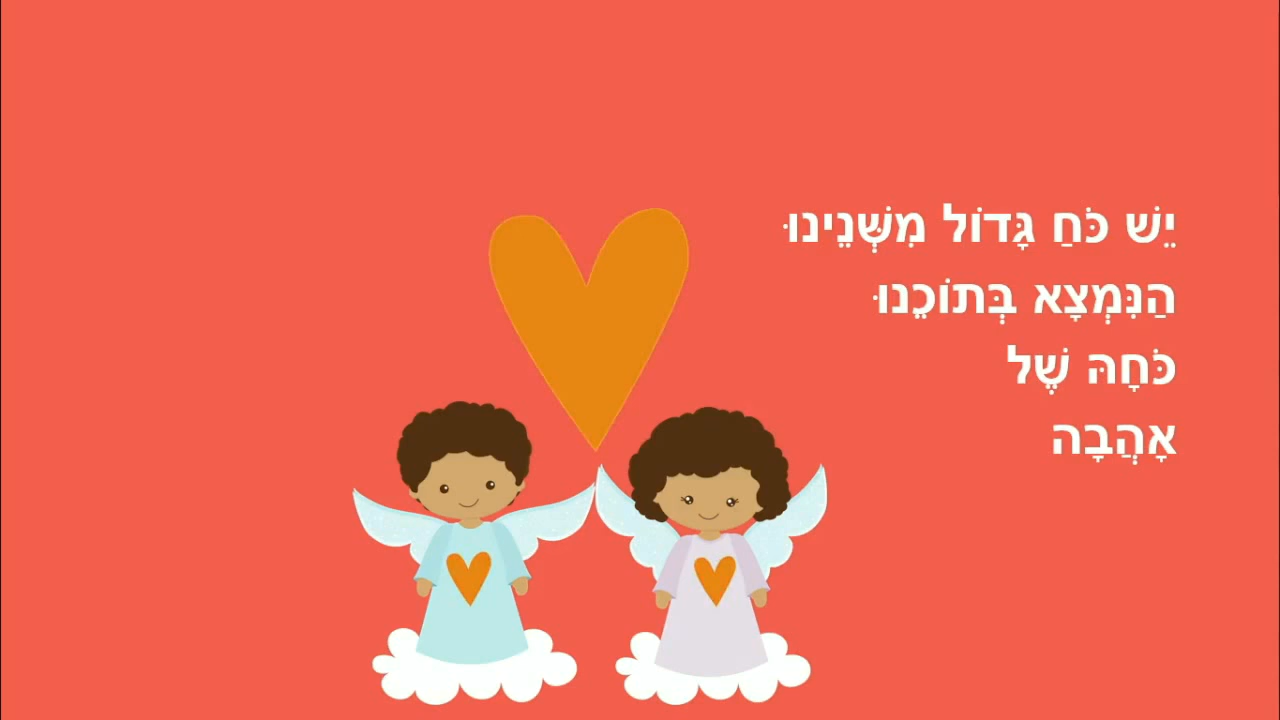 יֵשׁ כֹּחַ גָּדוֹל מִשְּׁנֵינוּ
הַנִּמְצָא בְּתוֹכֵנוּ
כֹּחָהּ שֶׁל
אָהֲבָה